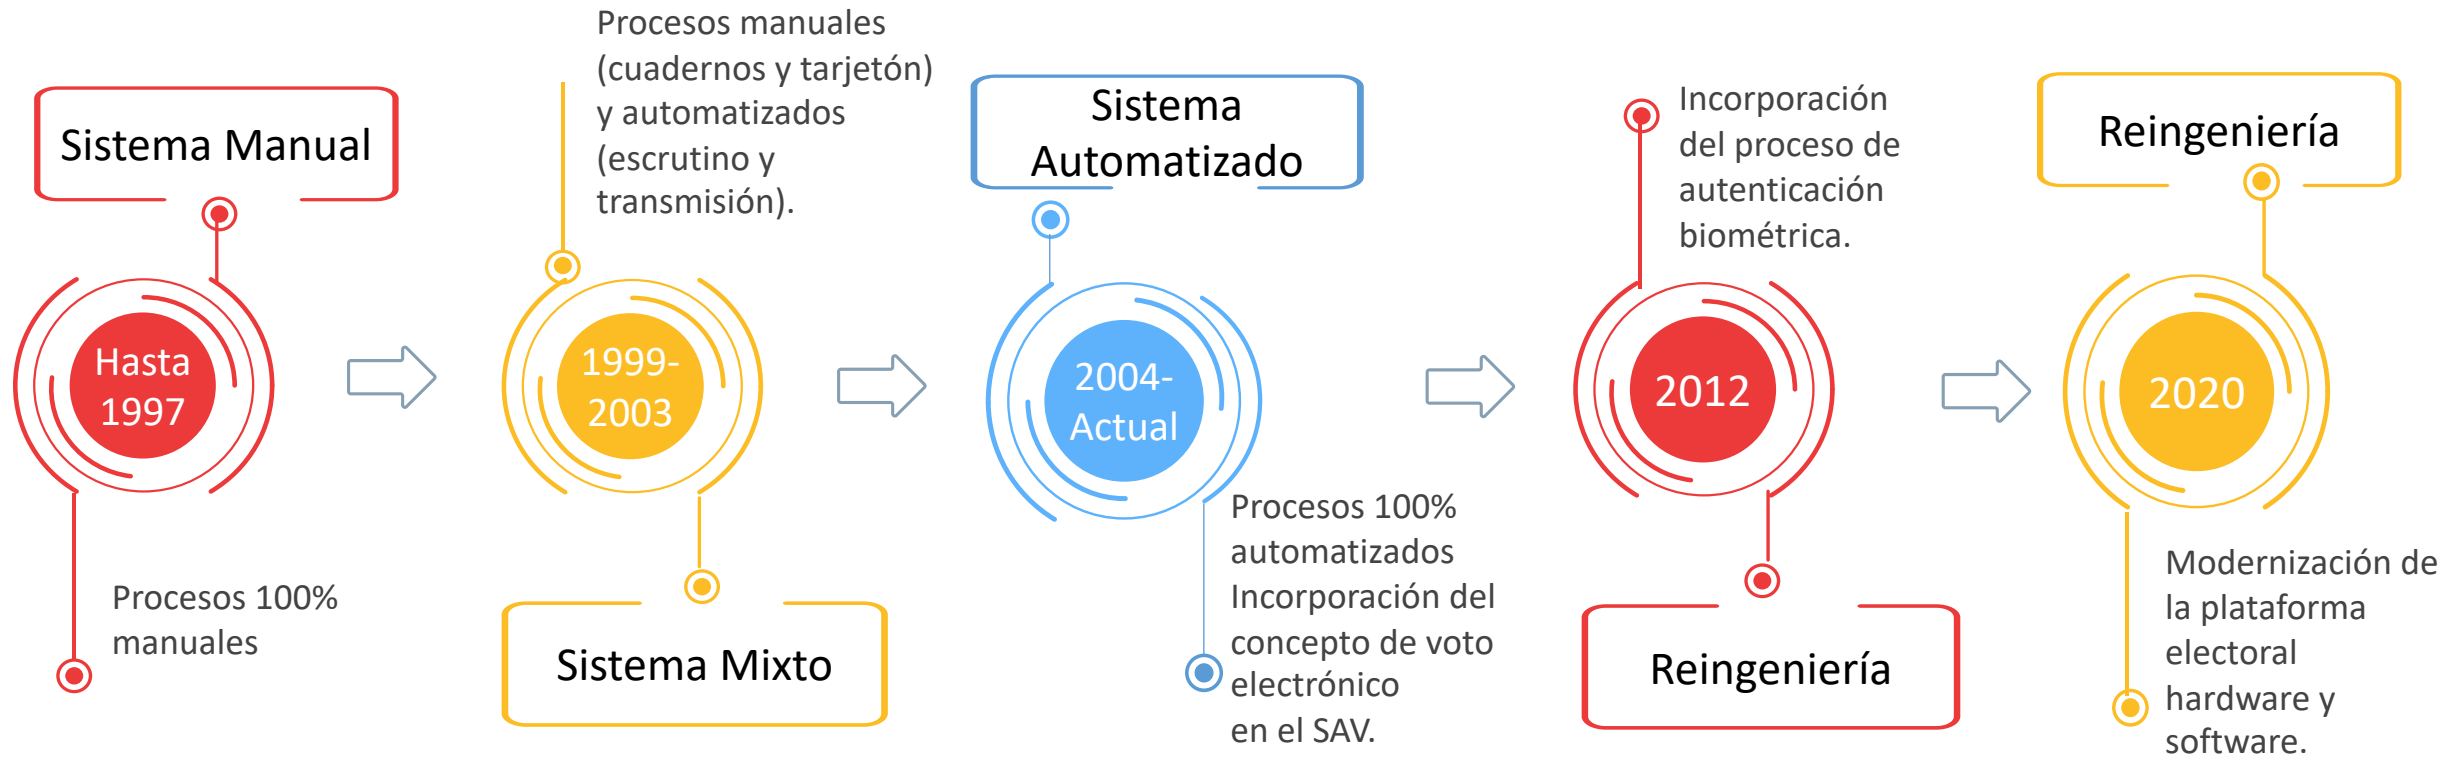 Sistema Manual
Hasta
1997
Procesos 100%
manuales
Procesos manuales
(cuadernos y tarjetón)
y automatizados
(escrutino y
transmisión).
1999-
2003
Sistema Mixto
Sistema
Automatizado
2004-
Actual
Procesos 100%
automatizados
Incorporación del
concepto de voto
electrónico
en el SAV.
Incorporación
del proceso de
autenticación
biométrica.
2012
Reingeniería
Reingeniería
2020
Modernización de
la plataforma
electoral
hardware y
software.